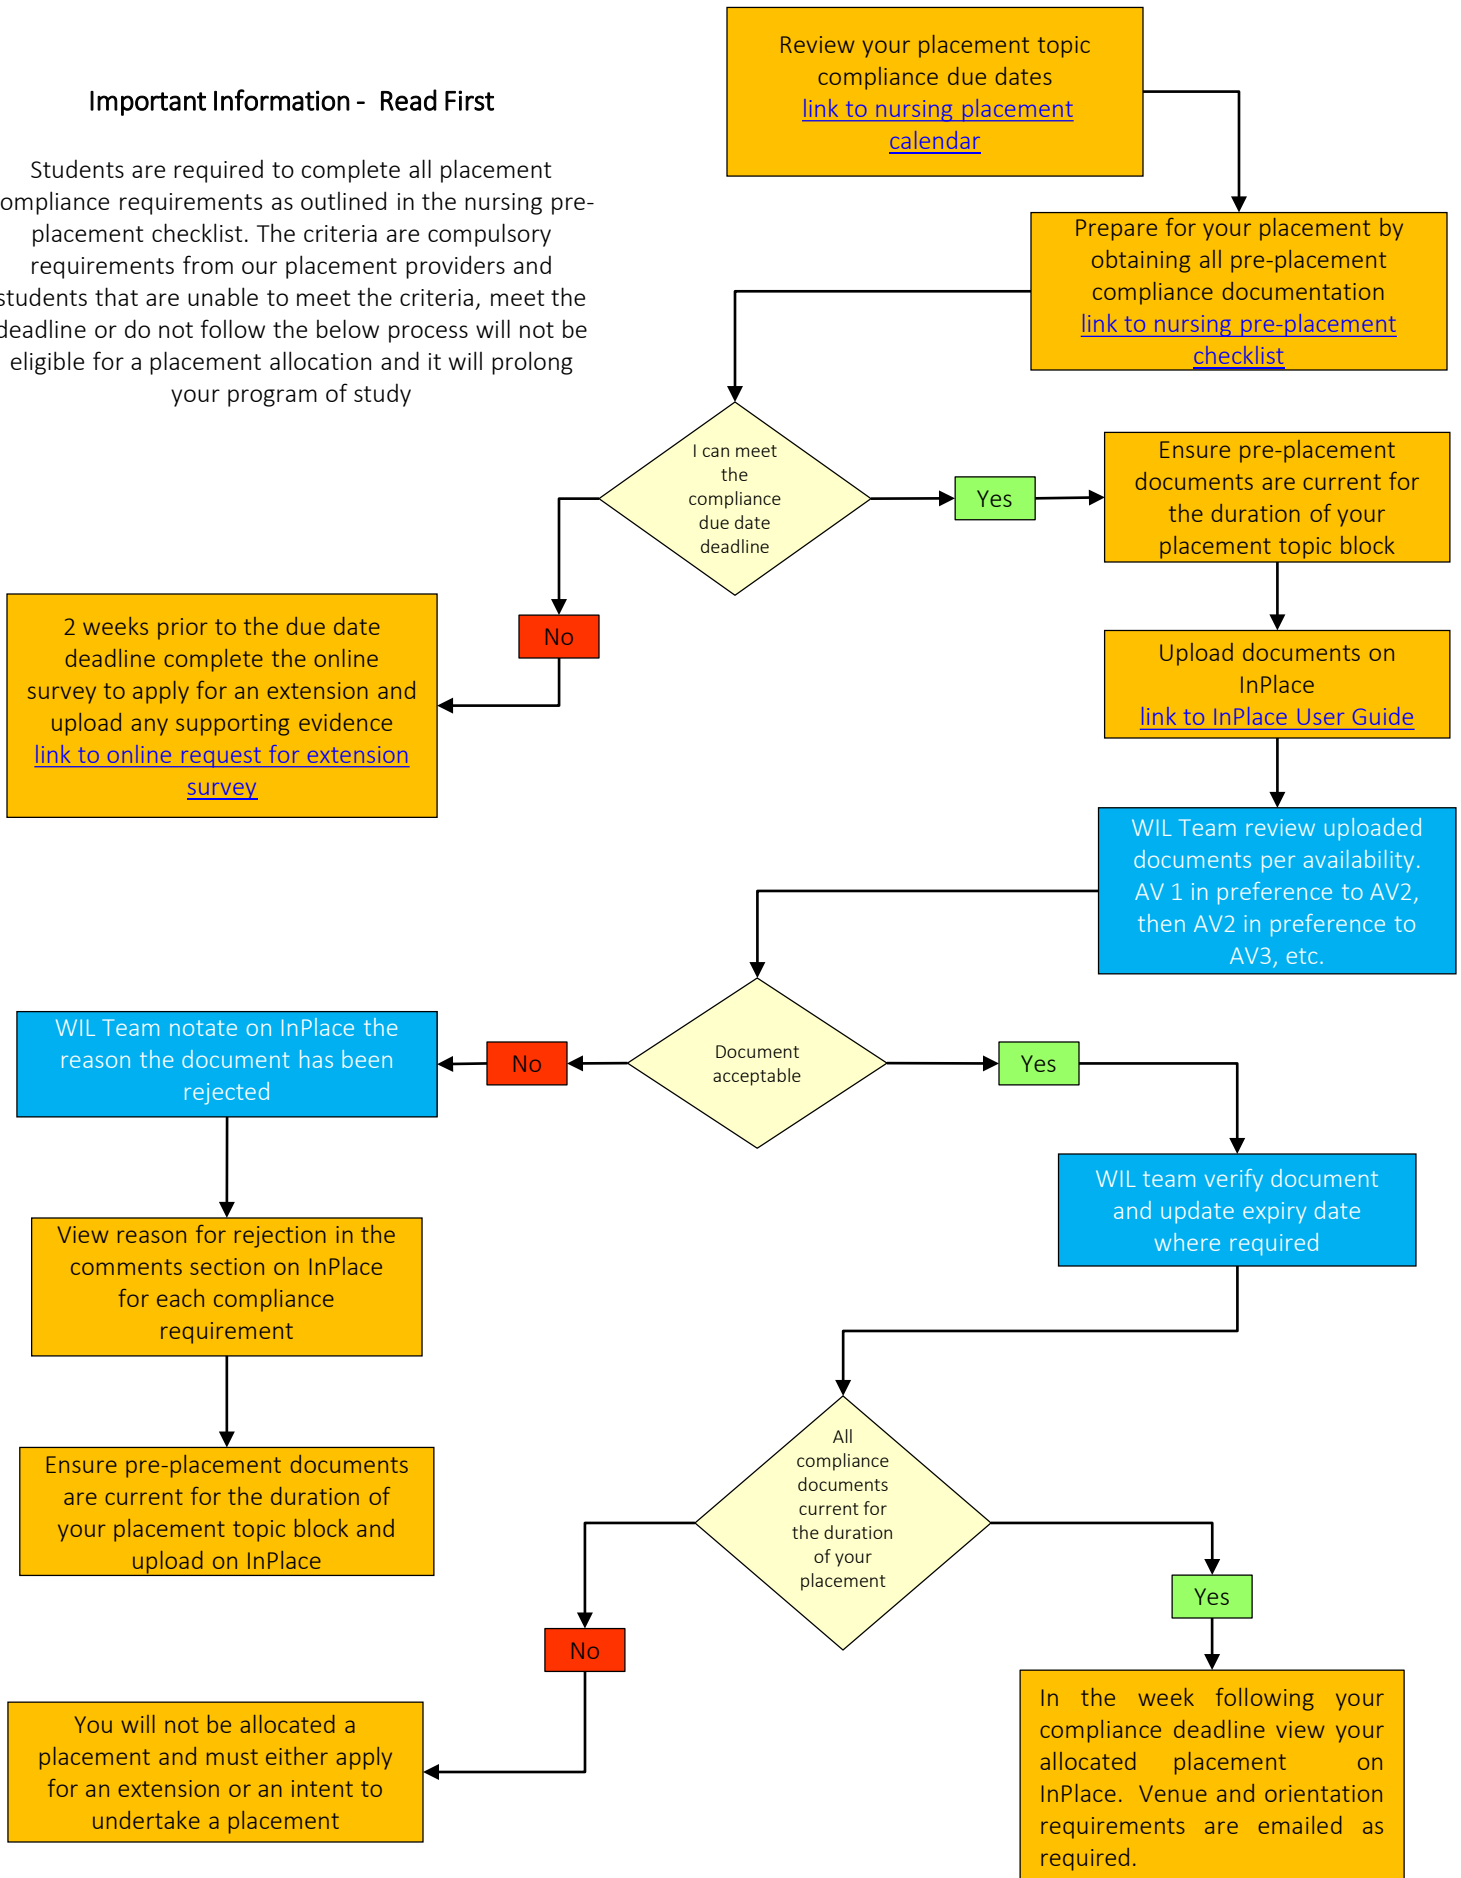 Important Information - Read First
Students are required to complete all placement
ompliance requirements as outlined in the nursing pre-
placement checklist. The criteria are compulsory
requirements from our placement providers and
students that are unable to meet the criteria, meet the
deadline or do not follow the below process will not be
eligible for a placement allocation and it will prolong
your program of study
Review your placement topic
compliance due dates
link to nursing placement
calendar
Prepare for your placement by
obtaining all pre-placement
compliance documentation
link to nursing pre-placement
checklist
I can meet
the
compliance
due date
deadline
Yes
Ensure pre-placement
documents are current for
the duration of your
placement topic block
No
2 weeks prior to the due date
deadline complete the online
survey to apply for an extension and
upload any supporting evidence
link to online request for extension
survey
Upload documents on
InPlace
link to InPlace User Guide
WIL Team review uploaded
documents per availability.
AV 1 in preference to AV2,
then AV2 in preference to
AV3, etc.
Document
acceptable
No
Yes
WIL Team notate on InPlace the
reason the document has been
rejected
WIL team verify document
and update expiry date
where required
View reason for rejection in the
comments section on InPlace
for each compliance
requirement
Ensure pre-placement documents
are current for the duration of
your placement topic block and
upload on InPlace
All
compliance
documents
current for
the duration
of your
placement
Yes
No
You will not be allocated a
placement and must either apply
for an extension or an intent to
undertake a placement
In the week following your
compliance deadline view your
allocated placement on
InPlace. Venue and orientation
requirements are emailed as
required.